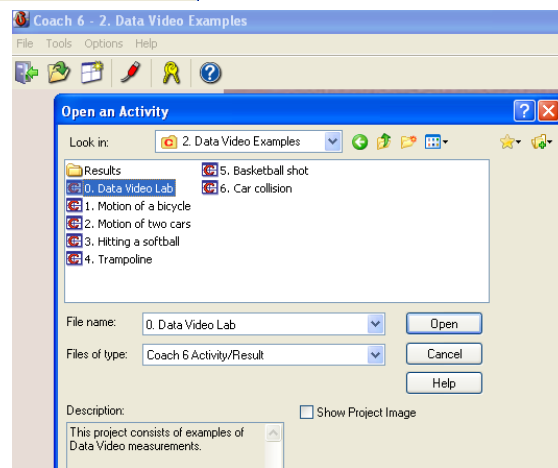 Coach 6 - 2. Data Video Examples
File Tools Options Help
Open an Activity
Look in: 2. Data Video Examples
Results
0. Data Video Lab
1. Motion of a bicycle
2. Motion of two cars
3. Hitting a softball
4. Trampoline
5. Basketball shot
6. Car collision
File name: 0. Data Video Lab Open
Files of type: Coach 6 Activity/Result Cancel
Help
Description: Show Project Image
This project consists of examples of
Data Video measurements.